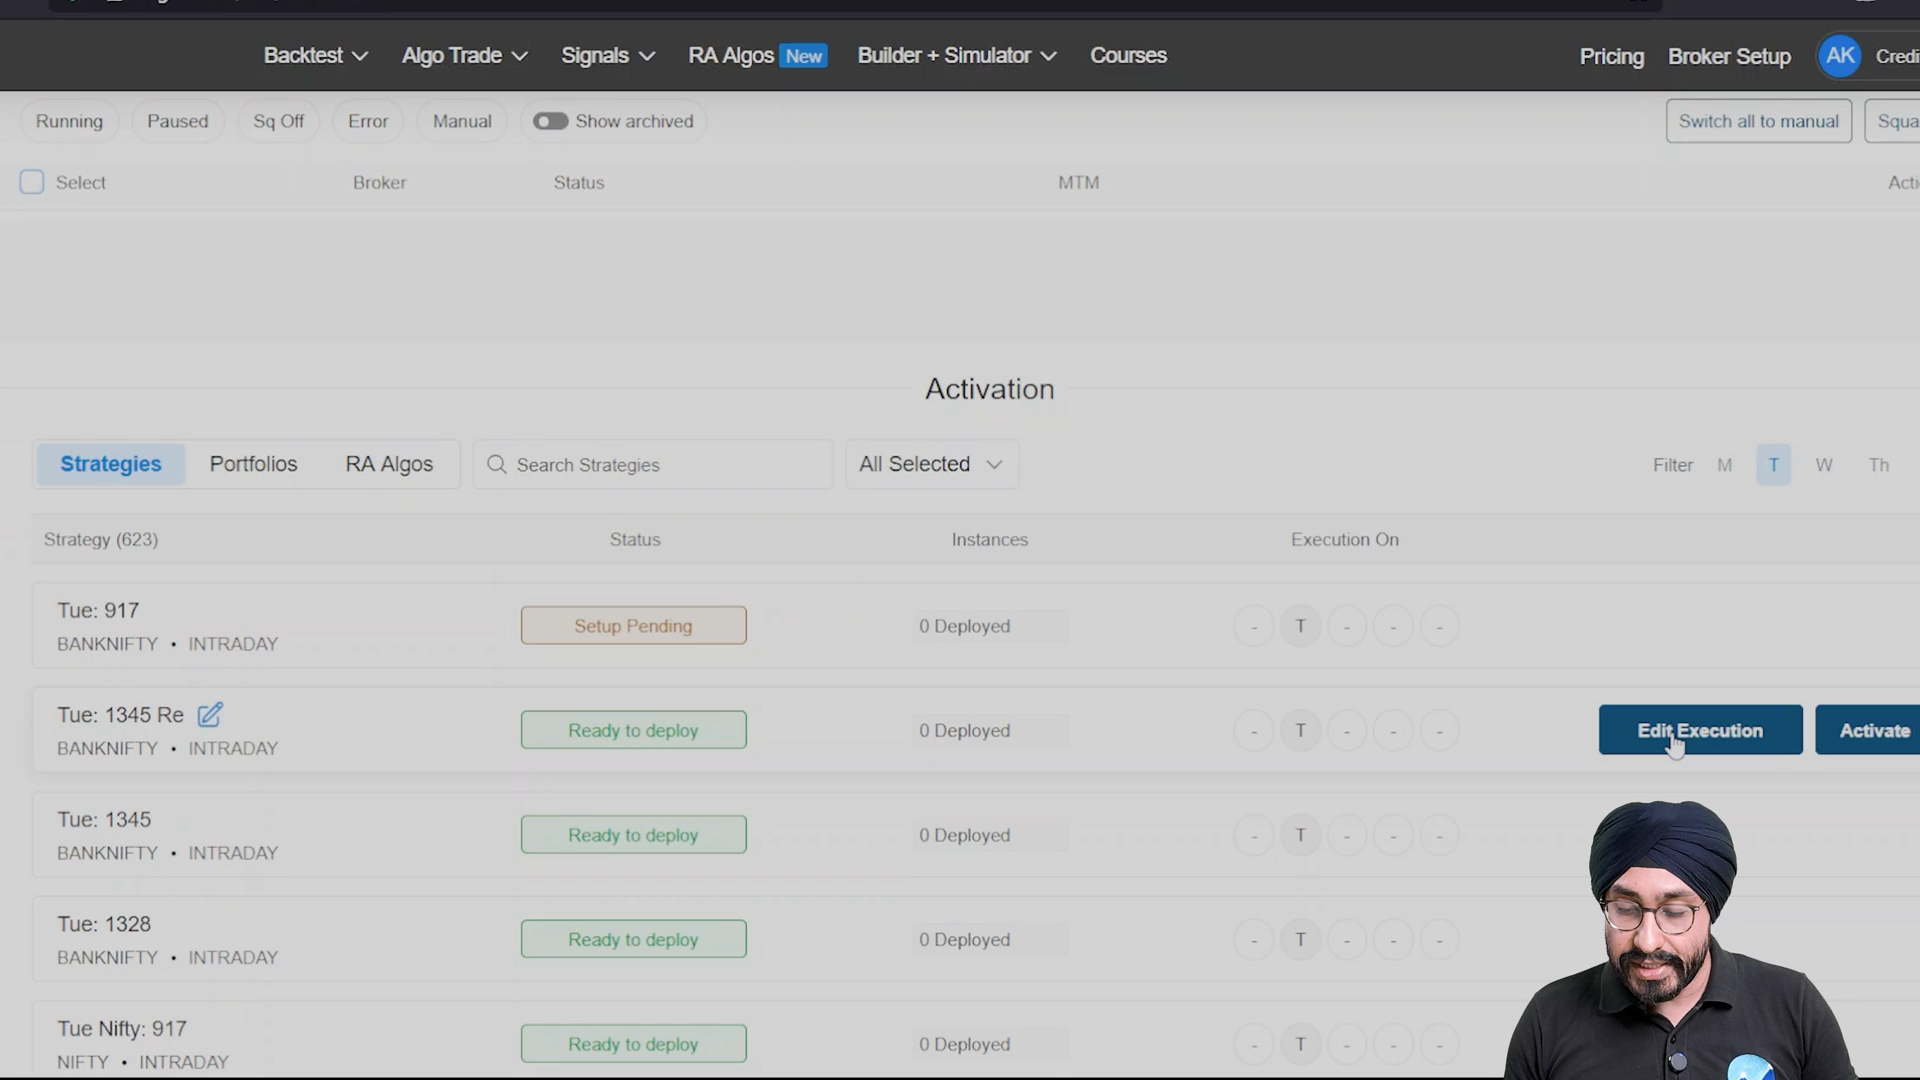 Backtest Algo Trade Signals RA Algos New Builder + Simulator Courses Pricing Broker Setup AK Credi
Running Paused Sq Off Error Manual Show archived Switch all to manual Squa
Select Broker Status MTM Acti
Activation
Strategies Portfolios RA Algos Search Strategies All Selected Filter M T W Th
Strategy (623) Status Instances Execution On
Tue: 917
BANKNIFTY • INTRADAY
Setup Pending 0 Deployed - T - - -
Tue: 1345 Re
BANKNIFTY • INTRADAY
Ready to deploy 0 Deployed - T - - - Edit Execution Activate
Tue: 1345
BANKNIFTY • INTRADAY
Ready to deploy 0 Deployed - T - - -
Tue: 1328
BANKNIFTY • INTRADAY
Ready to deploy 0 Deployed - T - - -
Tue Nifty: 917
NIFTY • INTRADAY
Ready to deploy 0 Deployed - T - - -